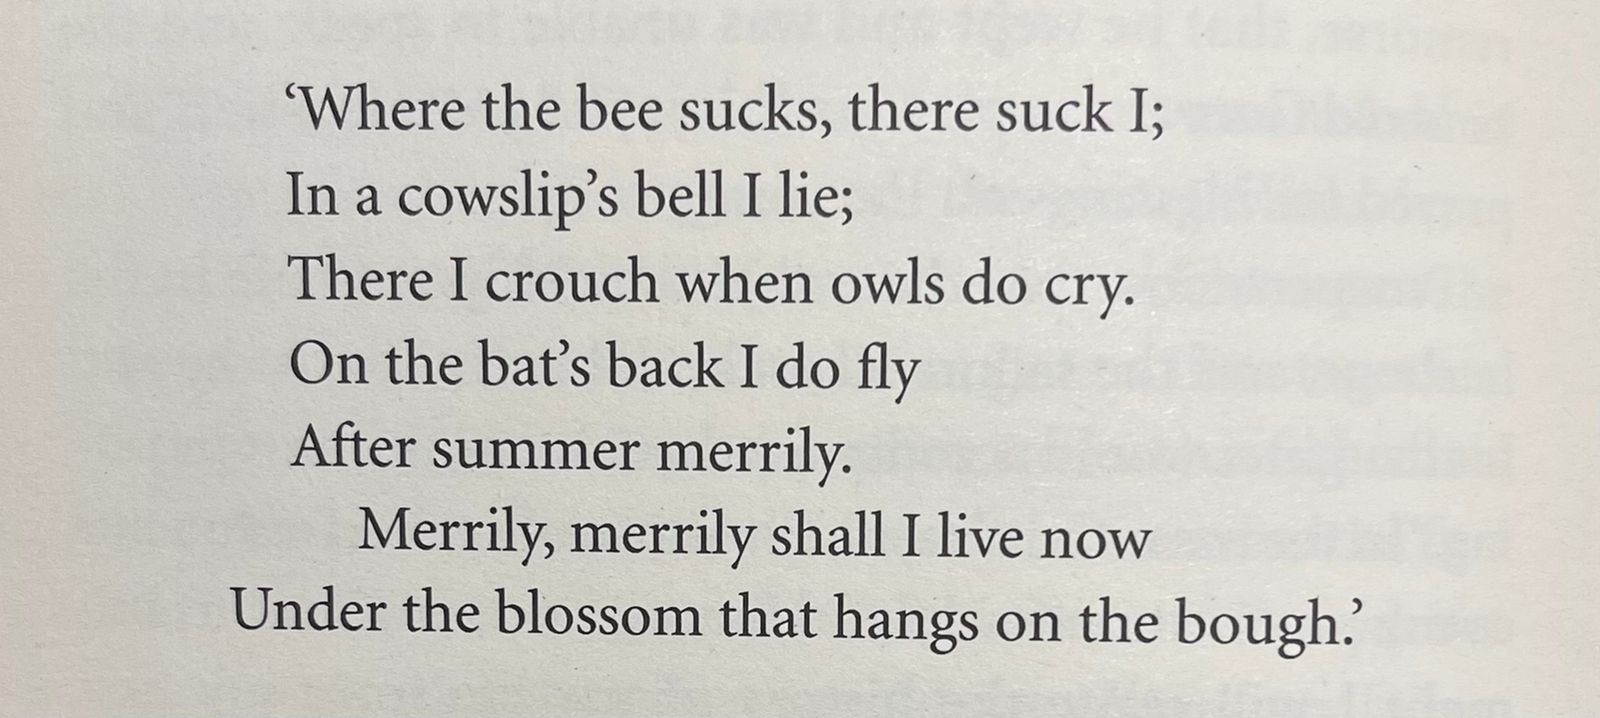 ‘Where the bee sucks, there suck I;
In a cowslip’s bell I lie;
There I crouch when owls do cry.
On the bat’s back I do fly
After summer merrily.
Merrily, merrily shall I live now
Under the blossom that hangs on the bough.’